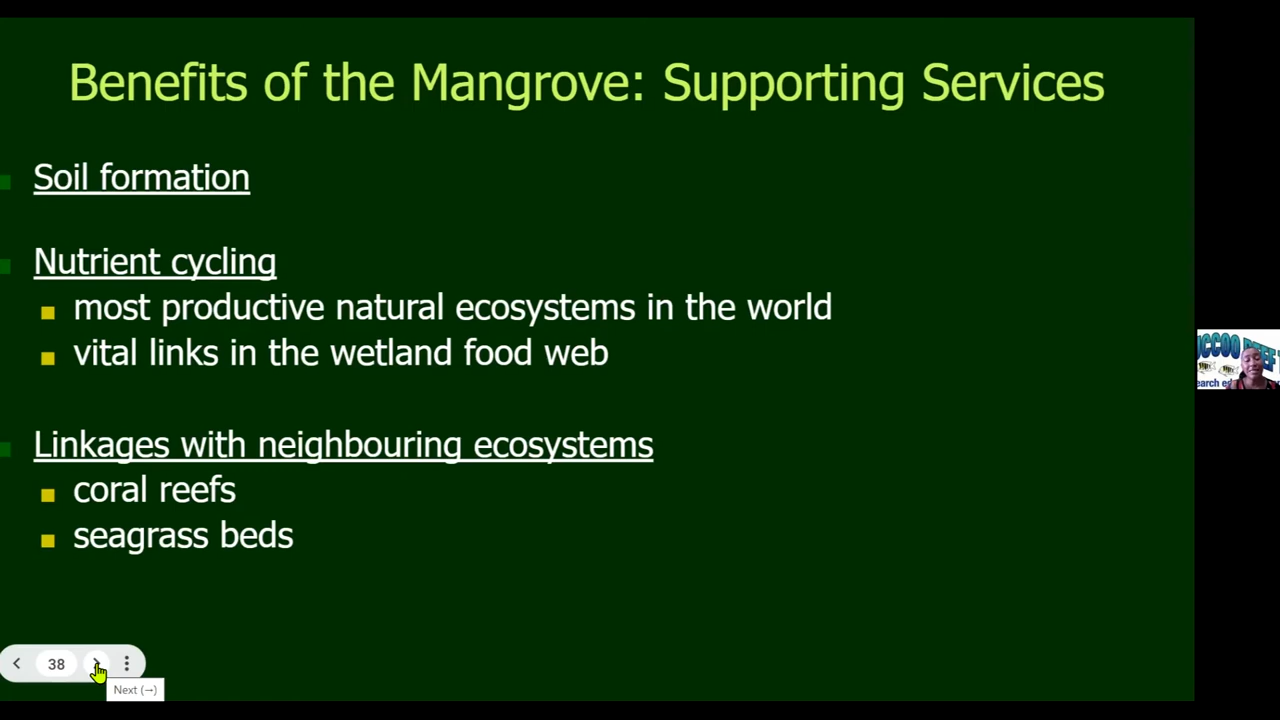 Benefits of the Mangrove: Supporting Services
Soil formation
Nutrient cycling
most productive natural ecosystems in the world
vital links in the wetland food web
Linkages with neighbouring ecosystems
coral reefs
seagrass beds
38
Next (→)
REEF